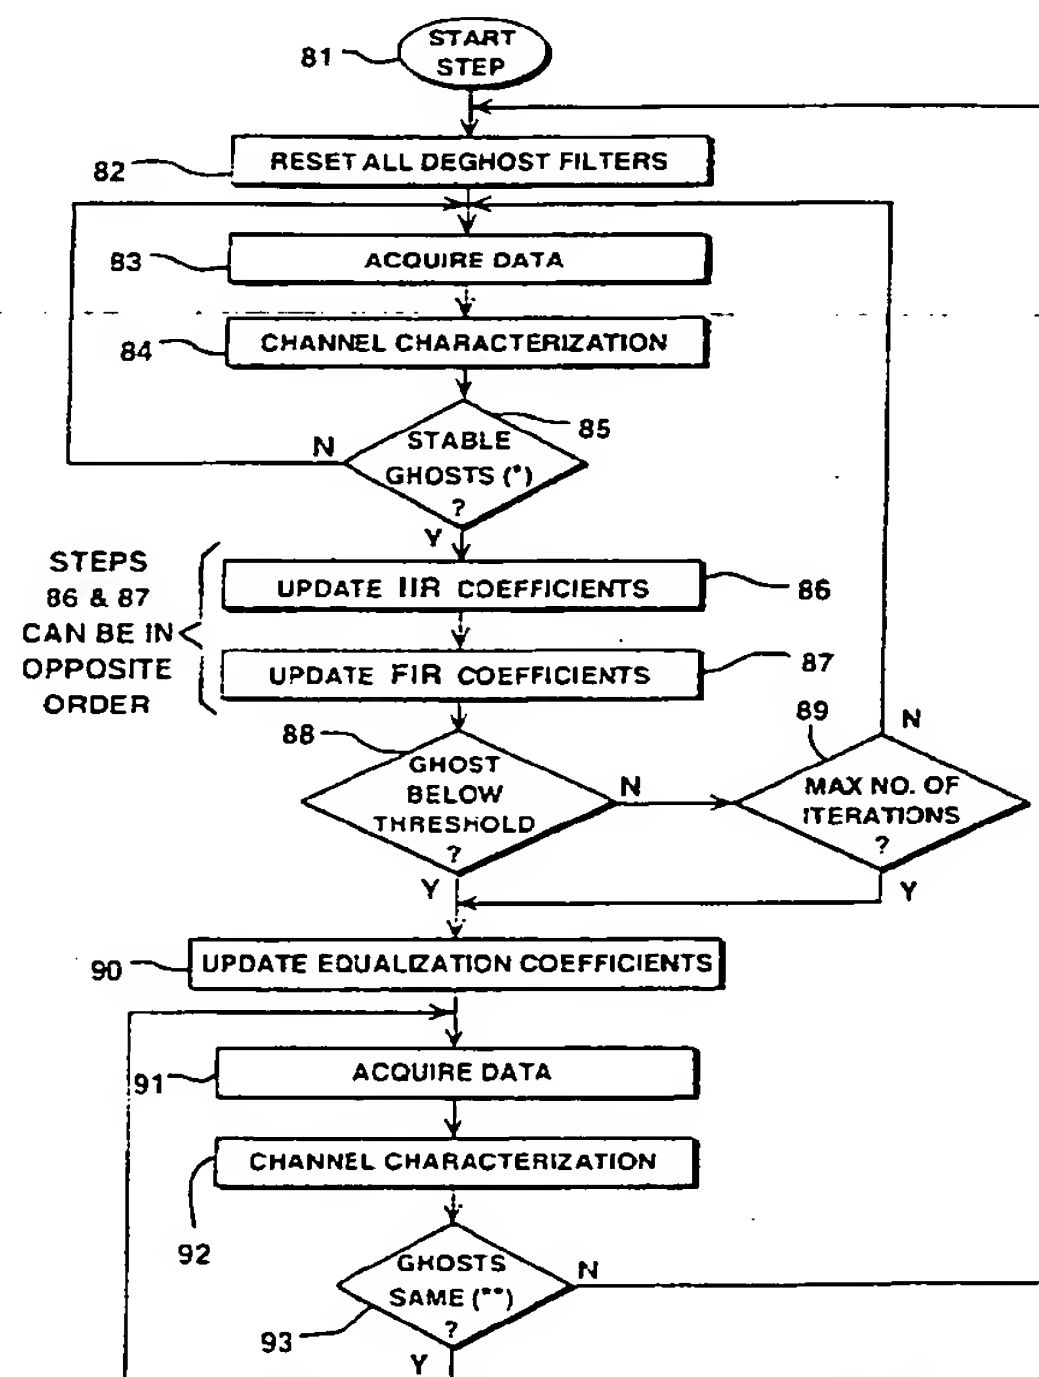 81
START
STEP
82
RESET ALL DEGHOST FILTERS
83
ACQUIRE DATA
84
CHANNEL CHARACTERIZATION
85
N
STABLE
GHOSTS (*)
?
Y
STEPS
86 & 87
CAN BE IN
OPPOSITE
ORDER
UPDATE IIR COEFFICIENTS
86
UPDATE FIR COEFFICIENTS
87
88
GHOST
BELOW
THRESHOLD
?
N
Y
89
N
MAX NO. OF
ITERATIONS
?
Y
90
UPDATE EQUALIZATION COEFFICIENTS
91
ACQUIRE DATA
CHANNEL CHARACTERIZATION
92
GHOSTS
SAME (**)
?
N
93
Y